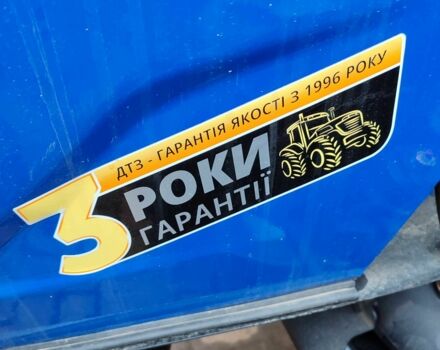 ДТЗ - ГАРАНТІЯ ЯКОСТІ З 1996 РОКУ
3 РОКИ
ГАРАНТІЇ